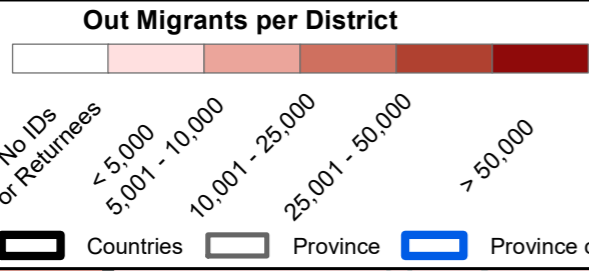 Out Migrants per District
No IDs
or Returnees
< 5,000
5,001 - 10,000
10,001 - 25,000
25,001 - 50,000
> 50,000
Countries Province Province